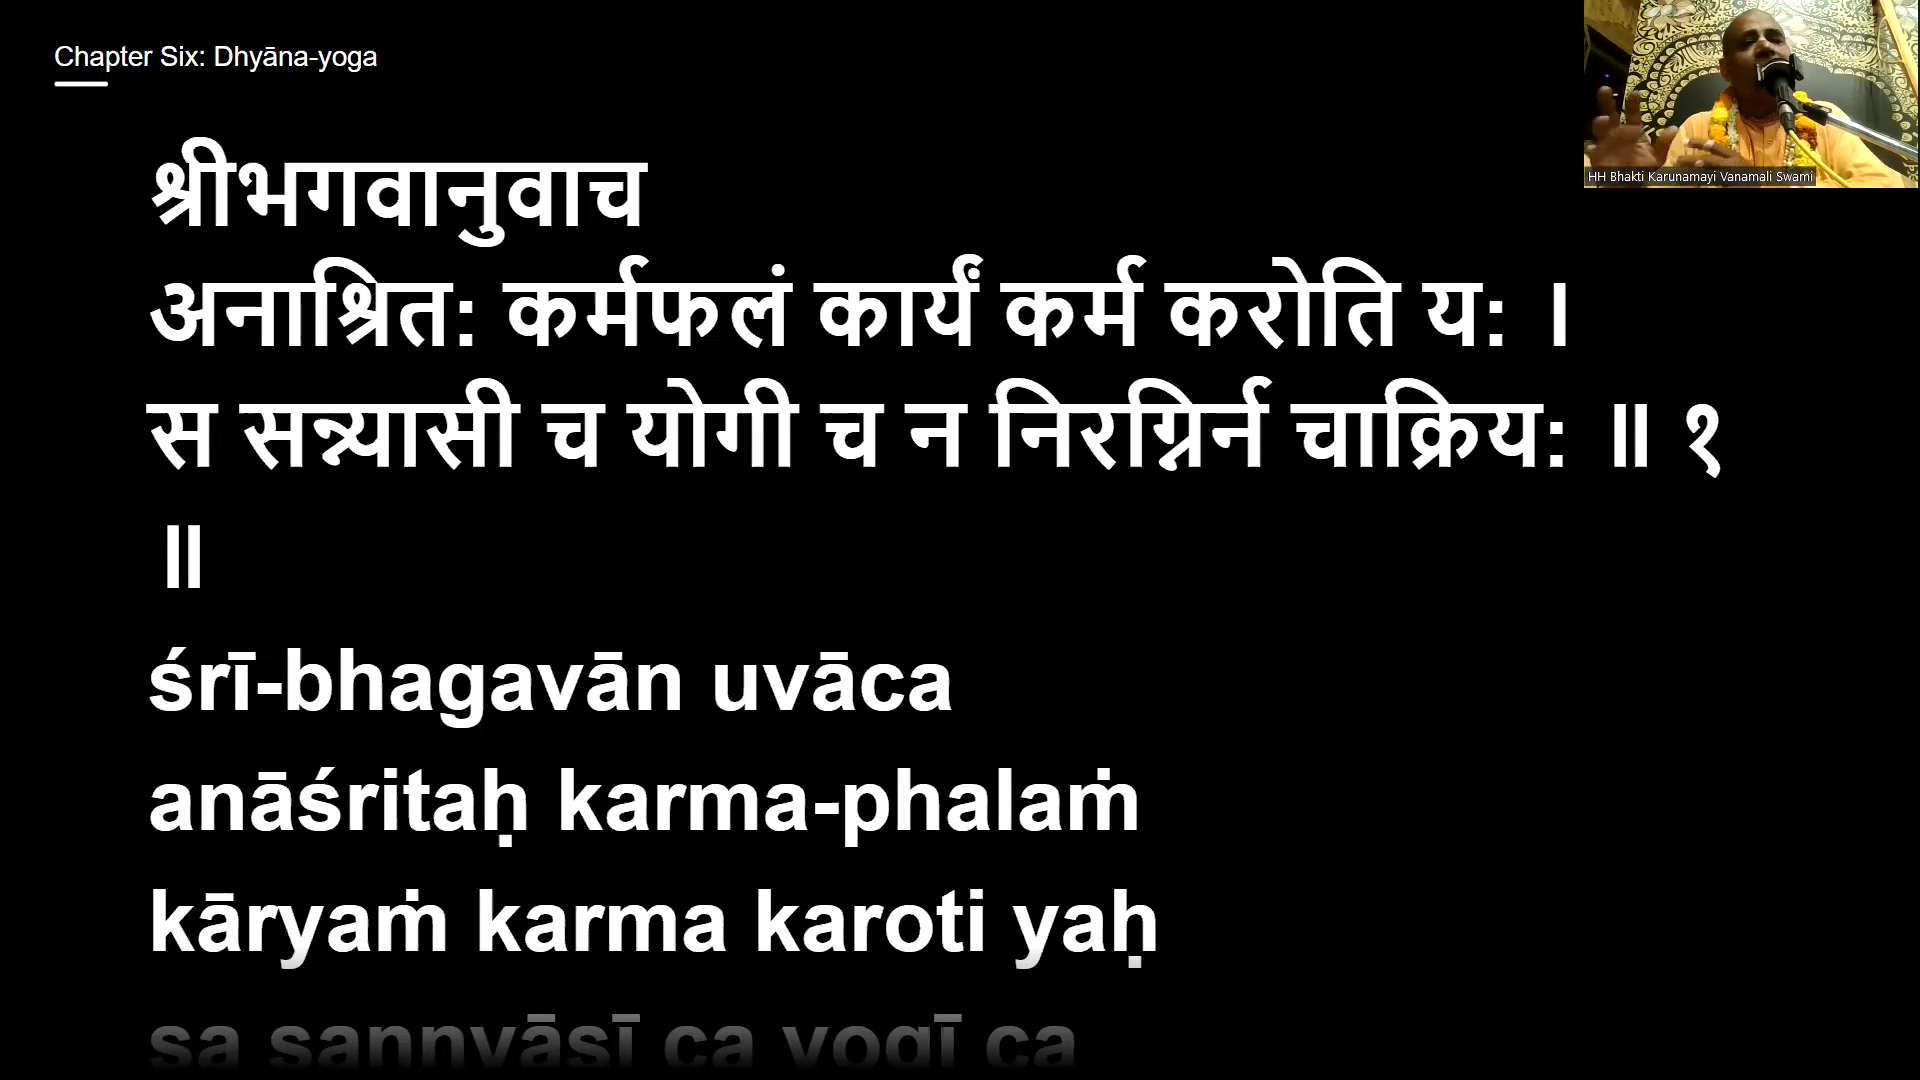 Chapter Six: Dhyāna-yoga
HH Bhakti Karunamayi Vanamali Swami
श्रीभगवानुवाच
अनाश्रित: कर्मफलं कार्यं कर्म करोति य: ।
स सन्न्यासी च योगी च न निरग्निर्न चाक्रिय: ॥ १
॥
śrī-bhagavān uvāca
anāśritaḥ karma-phalaṁ
kāryaṁ karma karoti yaḥ
sa sannyāsī ca yogī ca